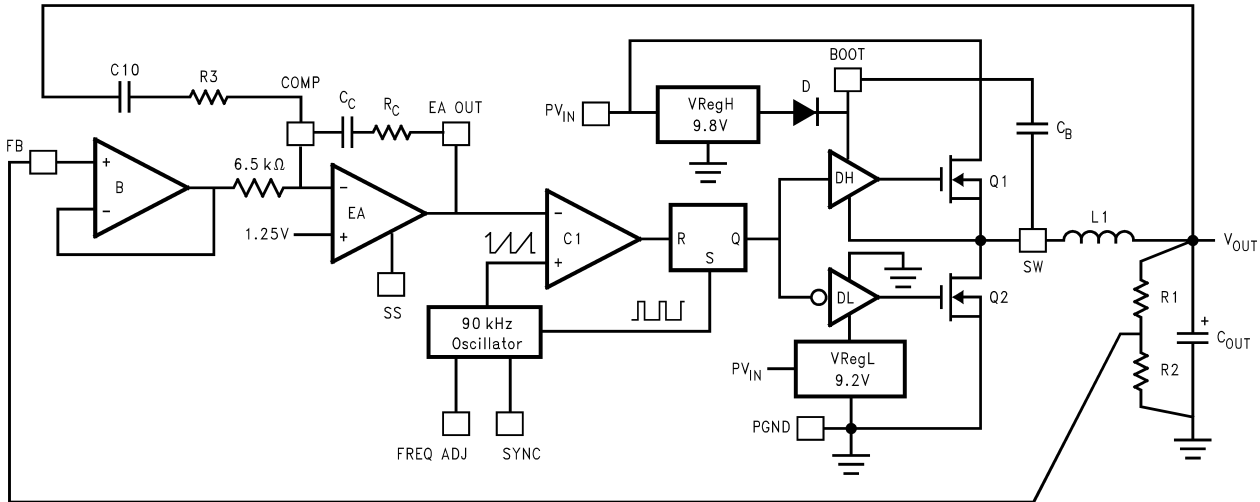 C10
R3
COMP
C_C
R_C
EA OUT
FB
+
B
−
6.5 kΩ
−
EA
+
1.25V
SS
−
C1
+
90 kHz
Oscillator
FREQ ADJ
SYNC
R
Q
S
PV_IN
VRegH
9.8V
D
BOOT
C_B
DH
Q1
DL
Q2
SW
L1
V_OUT
R1
R2
+
C_OUT
PV_IN
VRegL
9.2V
PGND